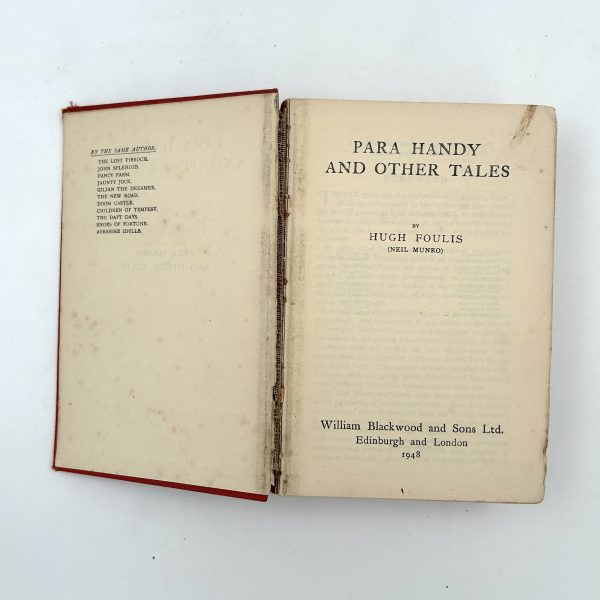 BY THE SAME AUTHOR.
THE LOST PIBROCH.
JOHN SPLENDID.
FANCY FARM.
JAUNTY JOCK.
GILIAN THE DREAMER.
THE NEW ROAD.
DOOM CASTLE.
CHILDREN OF TEMPEST.
THE DAFT DAYS.
SHOES OF FORTUNE.
AYRSHIRE IDYLLS.
PARA HANDY
AND OTHER TALES
BY
HUGH FOULIS
(NEIL MUNRO)
William Blackwood and Sons Ltd.
Edinburgh and London
1948